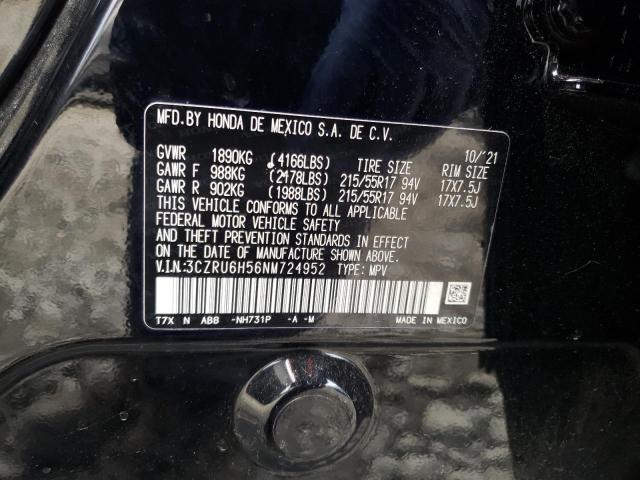 MFD.BY HONDA DE MEXICO S.A. DE C.V.
10/'21
GVWR 1890KG (4166LBS) TIRE SIZE RIM SIZE
GAWR F 988KG (2178LBS) 215/55R17 94V 17X7.5J
GAWR R 902KG (1988LBS) 215/55R17 94V 17X7.5J
THIS VEHICLE CONFORMS TO ALL APPLICABLE
FEDERAL MOTOR VEHICLE SAFETY
AND THEFT PREVENTION STANDARDS IN EFFECT
ON THE DATE OF MANUFACTURE SHOWN ABOVE.
V.I.N:3CZRU6H56NM724952 TYPE: MPV
T7X N AB8 -NH731P -A -M MADE IN MEXICO